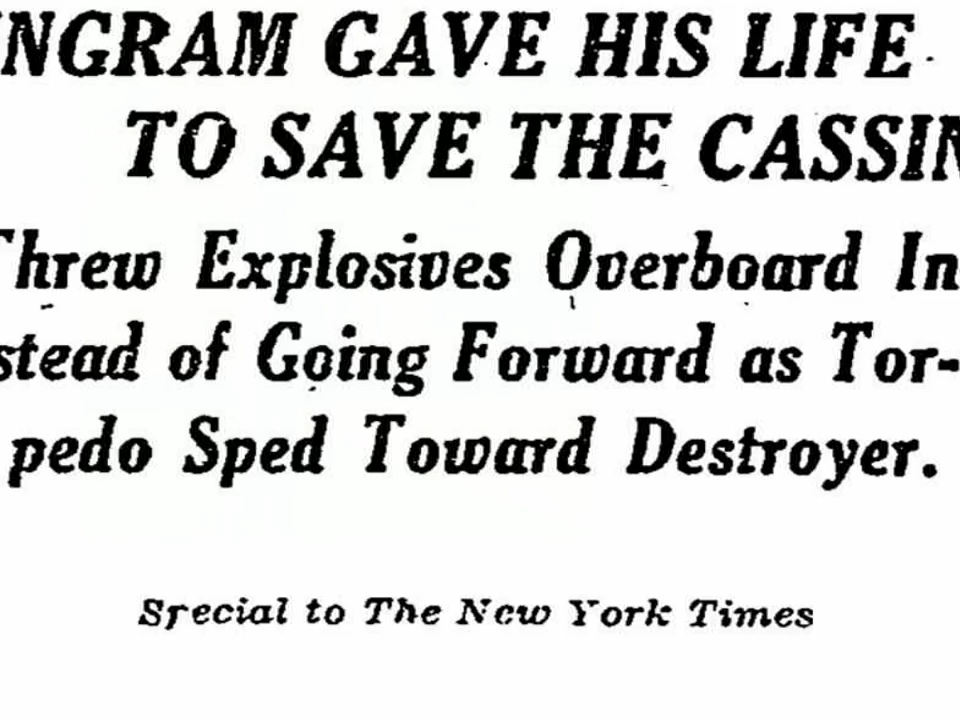 NGRAM GAVE HIS LIFE
TO SAVE THE CASSIN
Threw Explosives Overboard In
stead of Going Forward as Tor-
pedo Sped Toward Destroyer.
Special to The New York Times